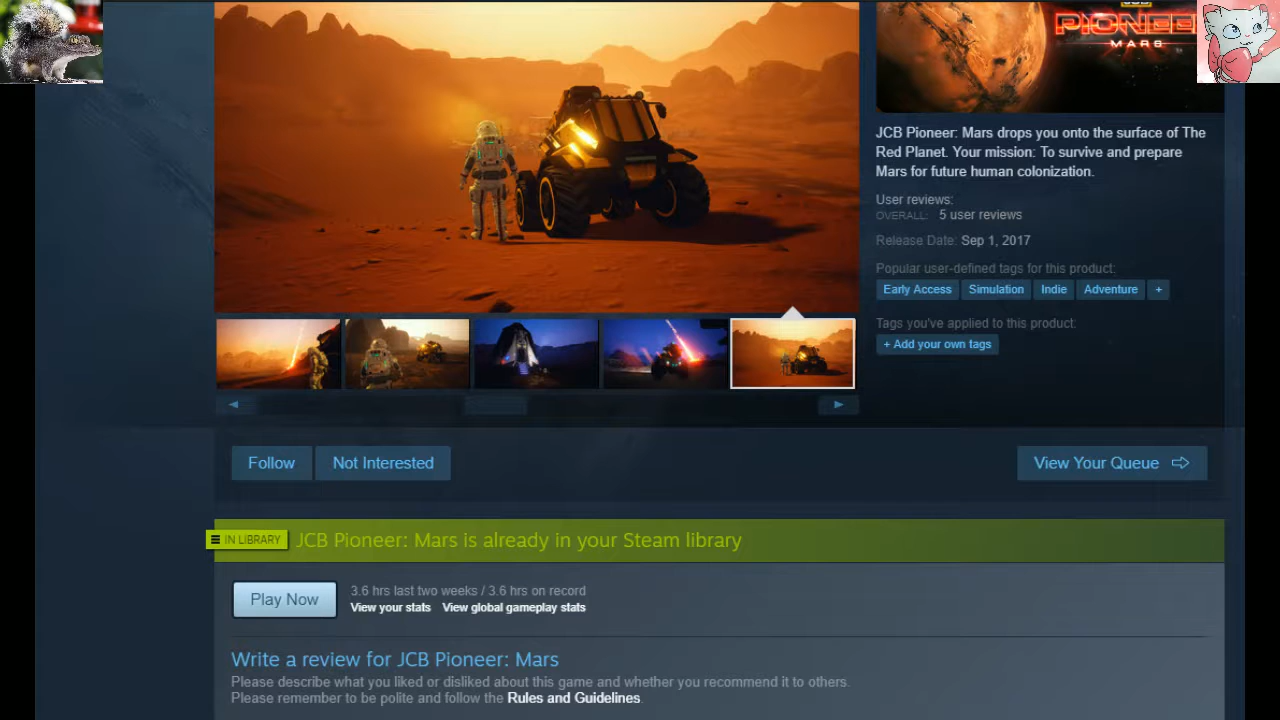 PIONEER
MARS
JCB Pioneer: Mars drops you onto the surface of The
Red Planet. Your mission: To survive and prepare
Mars for future human colonization.
User reviews:
OVERALL: 5 user reviews
Release Date: Sep 1, 2017
Popular user-defined tags for this product:
Early Access Simulation Indie Adventure +
Tags you've applied to this product:
+ Add your own tags
Follow Not Interested View Your Queue
IN LIBRARY JCB Pioneer: Mars is already in your Steam library
Play Now 3.6 hrs last two weeks / 3.6 hrs on record
View your stats View global gameplay stats
Write a review for JCB Pioneer: Mars
Please describe what you liked or disliked about this game and whether you recommend it to others.
Please remember to be polite and follow the Rules and Guidelines.